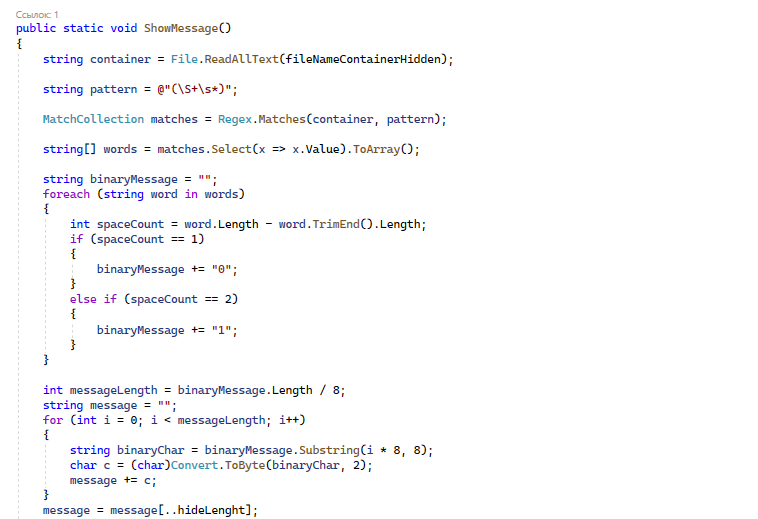 Ссылок: 1
public static void ShowMessage()
{
    string container = File.ReadAllText(fileNameContainerHidden);
    string pattern = @"(\S+\s*)";
    MatchCollection matches = Regex.Matches(container, pattern);
    string[] words = matches.Select(x => x.Value).ToArray();
    string binaryMessage = "";
    foreach (string word in words)
    {
        int spaceCount = word.Length - word.TrimEnd().Length;
        if (spaceCount == 1)
        {
            binaryMessage += "0";
        }
        else if (spaceCount == 2)
        {
            binaryMessage += "1";
        }
    }
    int messageLength = binaryMessage.Length / 8;
    string message = "";
    for (int i = 0; i < messageLength; i++)
    {
        string binaryChar = binaryMessage.Substring(i * 8, 8);
        char c = (char)Convert.ToByte(binaryChar, 2);
        message += c;
    }
    message = message[..hideLenght];